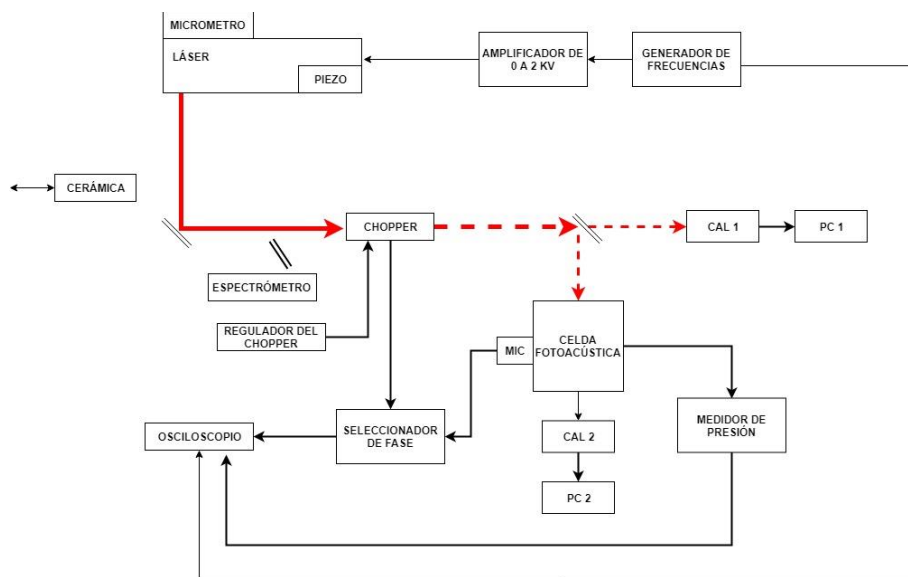 MICROMETRO
LÁSER
PIEZO
AMPLIFICADOR DE
0 A 2 KV
GENERADOR DE
FRECUENCIAS
CERÁMICA
CHOPPER
CAL 1
PC 1
ESPECTRÓMETRO
REGULADOR DEL
CHOPPER
MIC
CELDA
FOTOACÚSTICA
OSCILOSCOPIO
SELECCIONADOR
DE FASE
CAL 2
MEDIDOR DE
PRESIÓN
PC 2